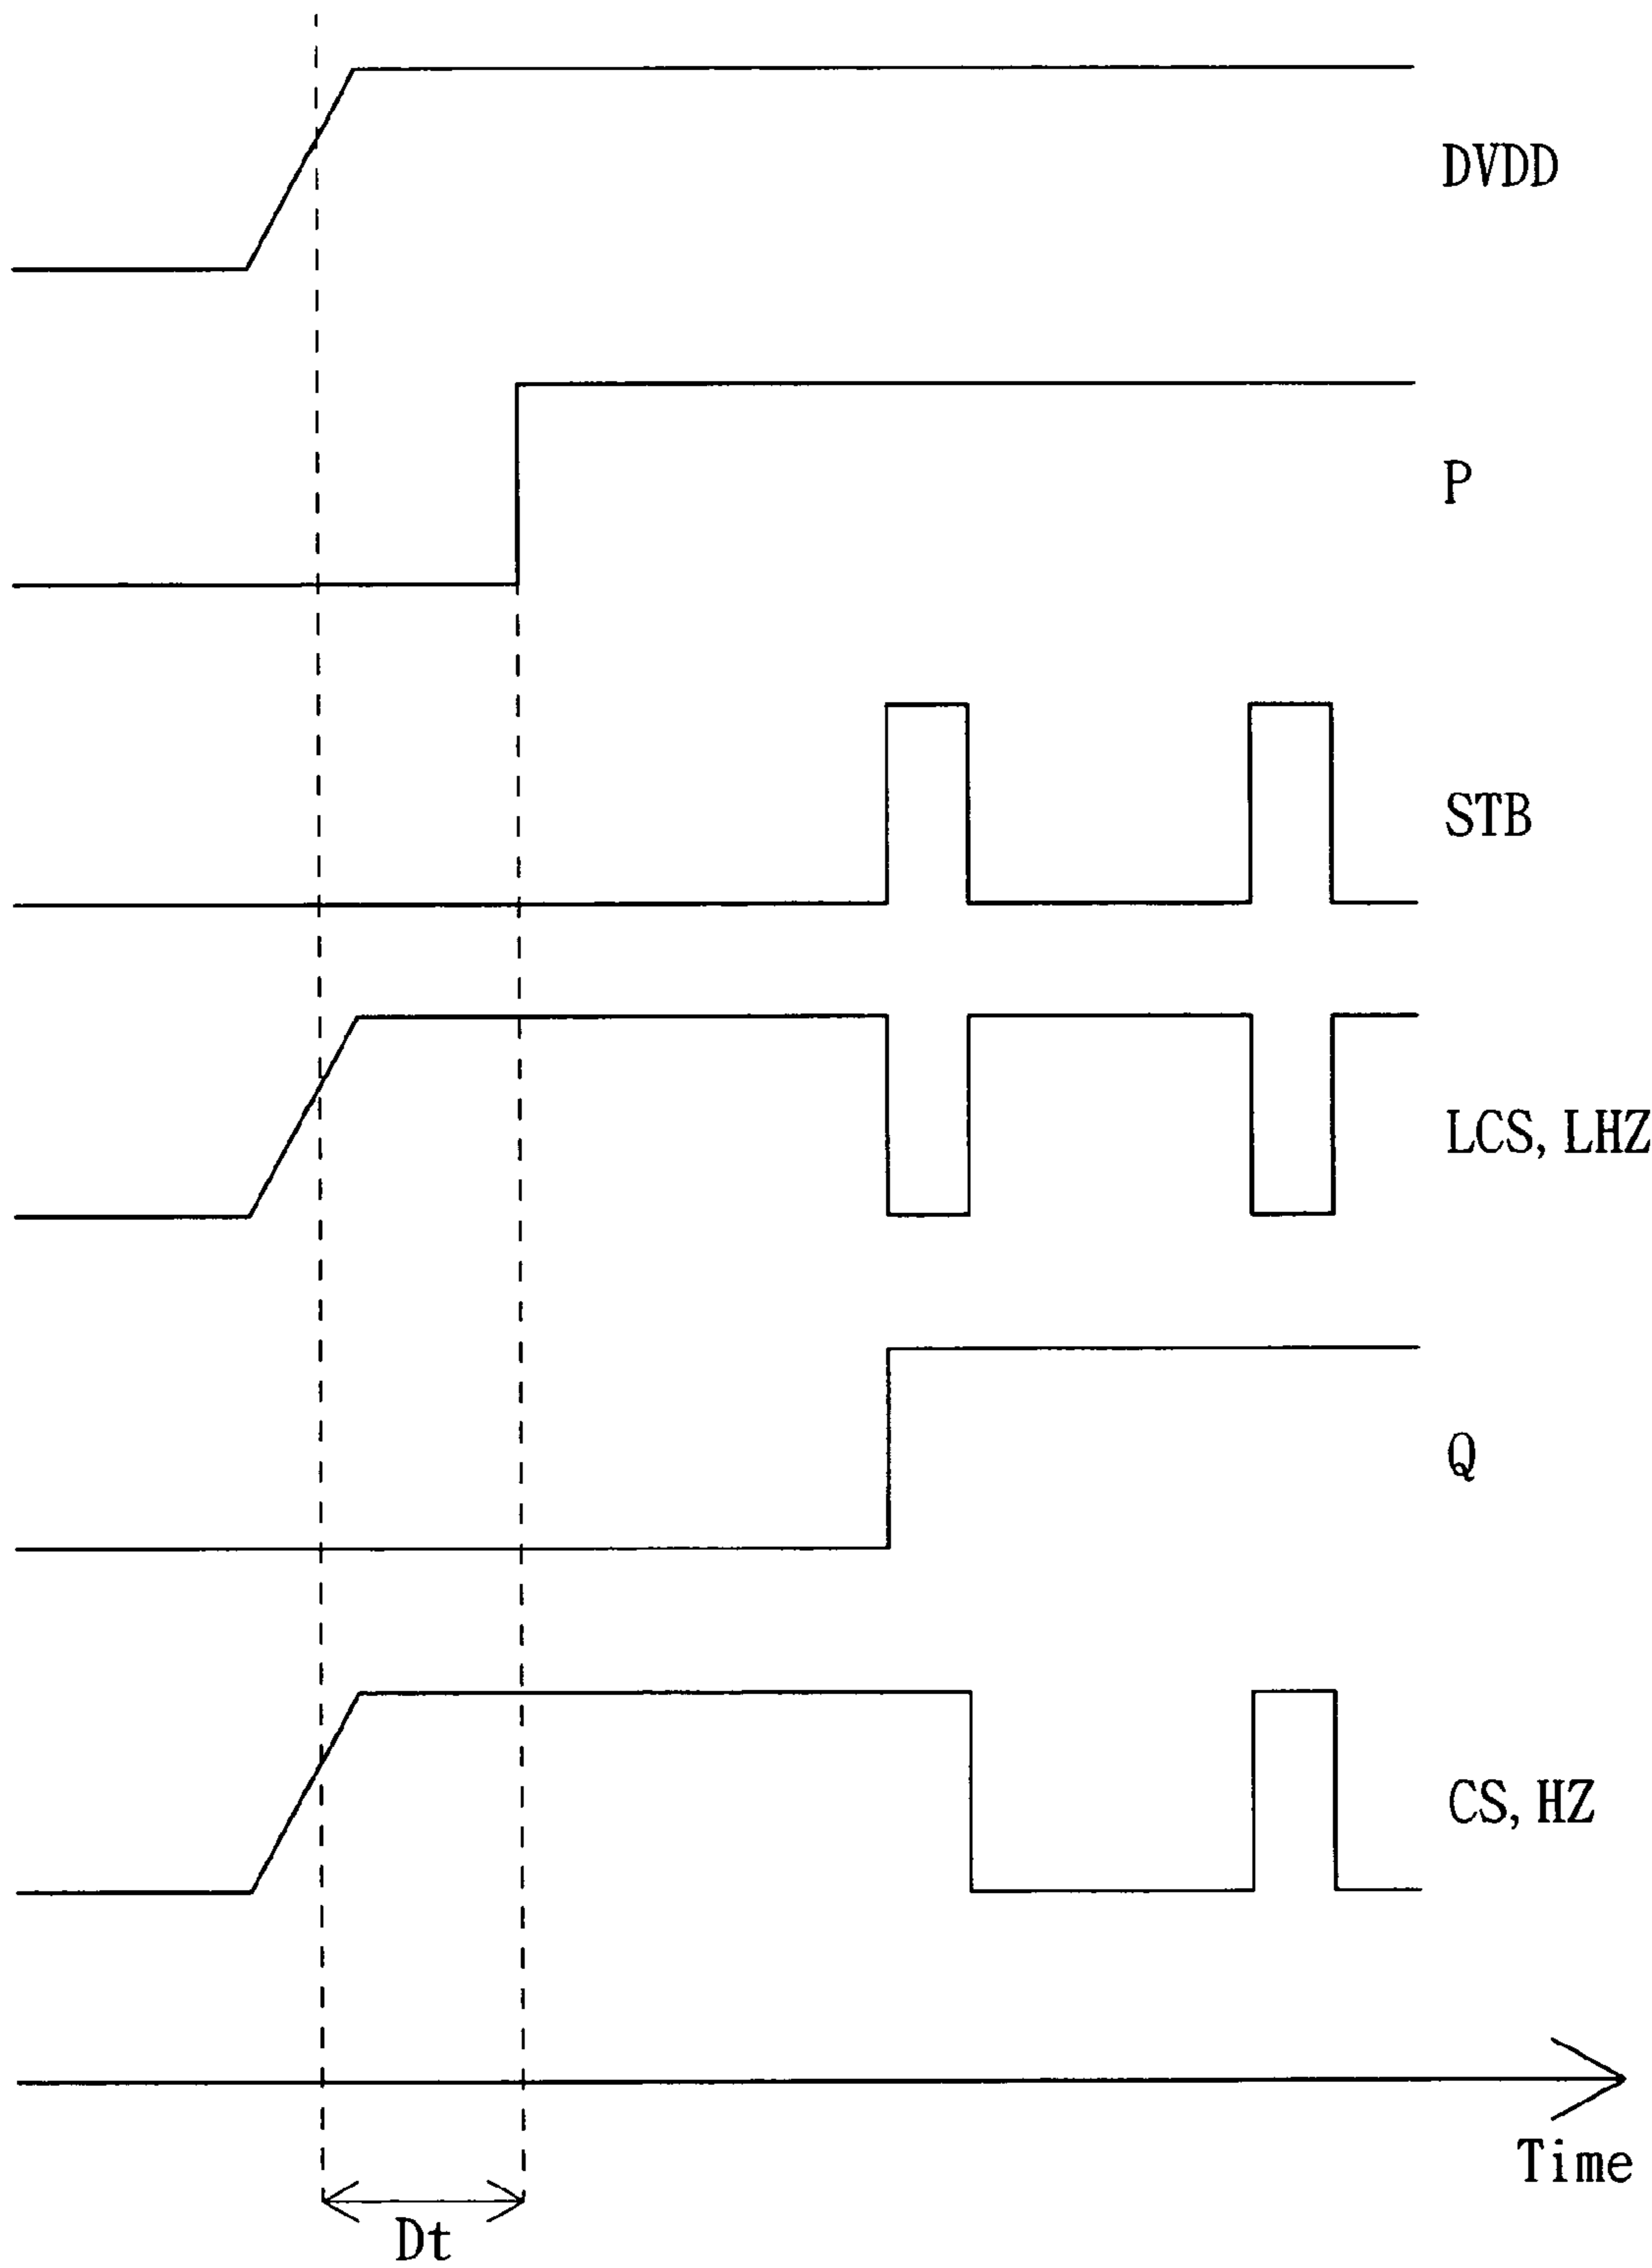 DVDD
P
STB
LCS, LHZ
Q
CS, HZ
Time
Dt